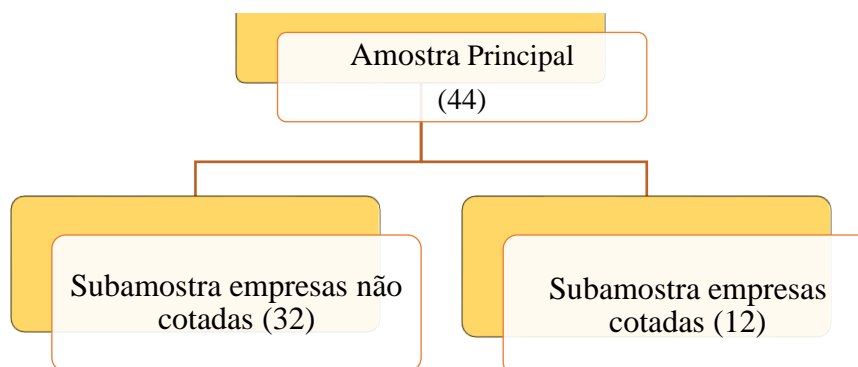 Amostra Principal
(44)
Subamostra empresas não
cotadas (32)
Subamostra empresas
cotadas (12)